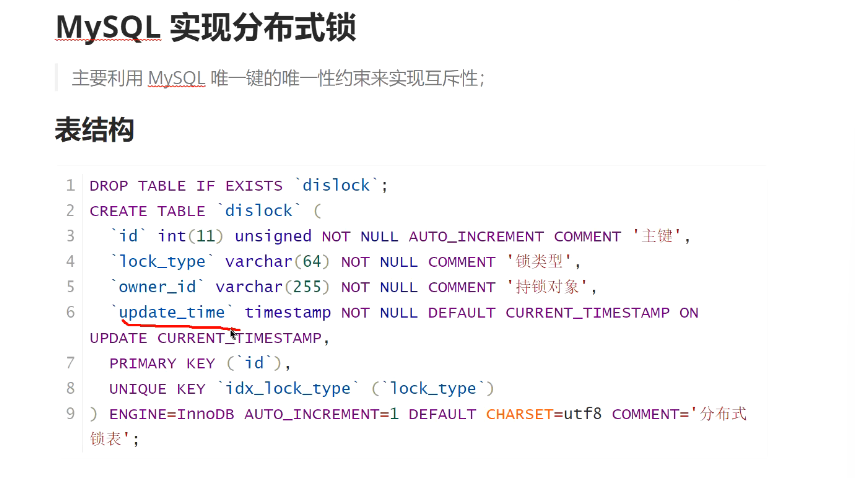 MySQL 实现分布式锁
主要利用 MySQL 唯一键的唯一性约束来实现互斥性;
表结构
1 DROP TABLE IF EXISTS `dislock`;
2 CREATE TABLE `dislock` (
3 `id` int(11) unsigned NOT NULL AUTO_INCREMENT COMMENT '主键',
4 `lock_type` varchar(64) NOT NULL COMMENT '锁类型',
5 `owner_id` varchar(255) NOT NULL COMMENT '持锁对象',
6 `update_time` timestamp NOT NULL DEFAULT CURRENT_TIMESTAMP ON
UPDATE CURRENT_TIMESTAMP,
7 PRIMARY KEY (`id`),
8 UNIQUE KEY `idx_lock_type` (`lock_type`)
9 ) ENGINE=InnoDB AUTO_INCREMENT=1 DEFAULT CHARSET=utf8 COMMENT='分布式
锁表';